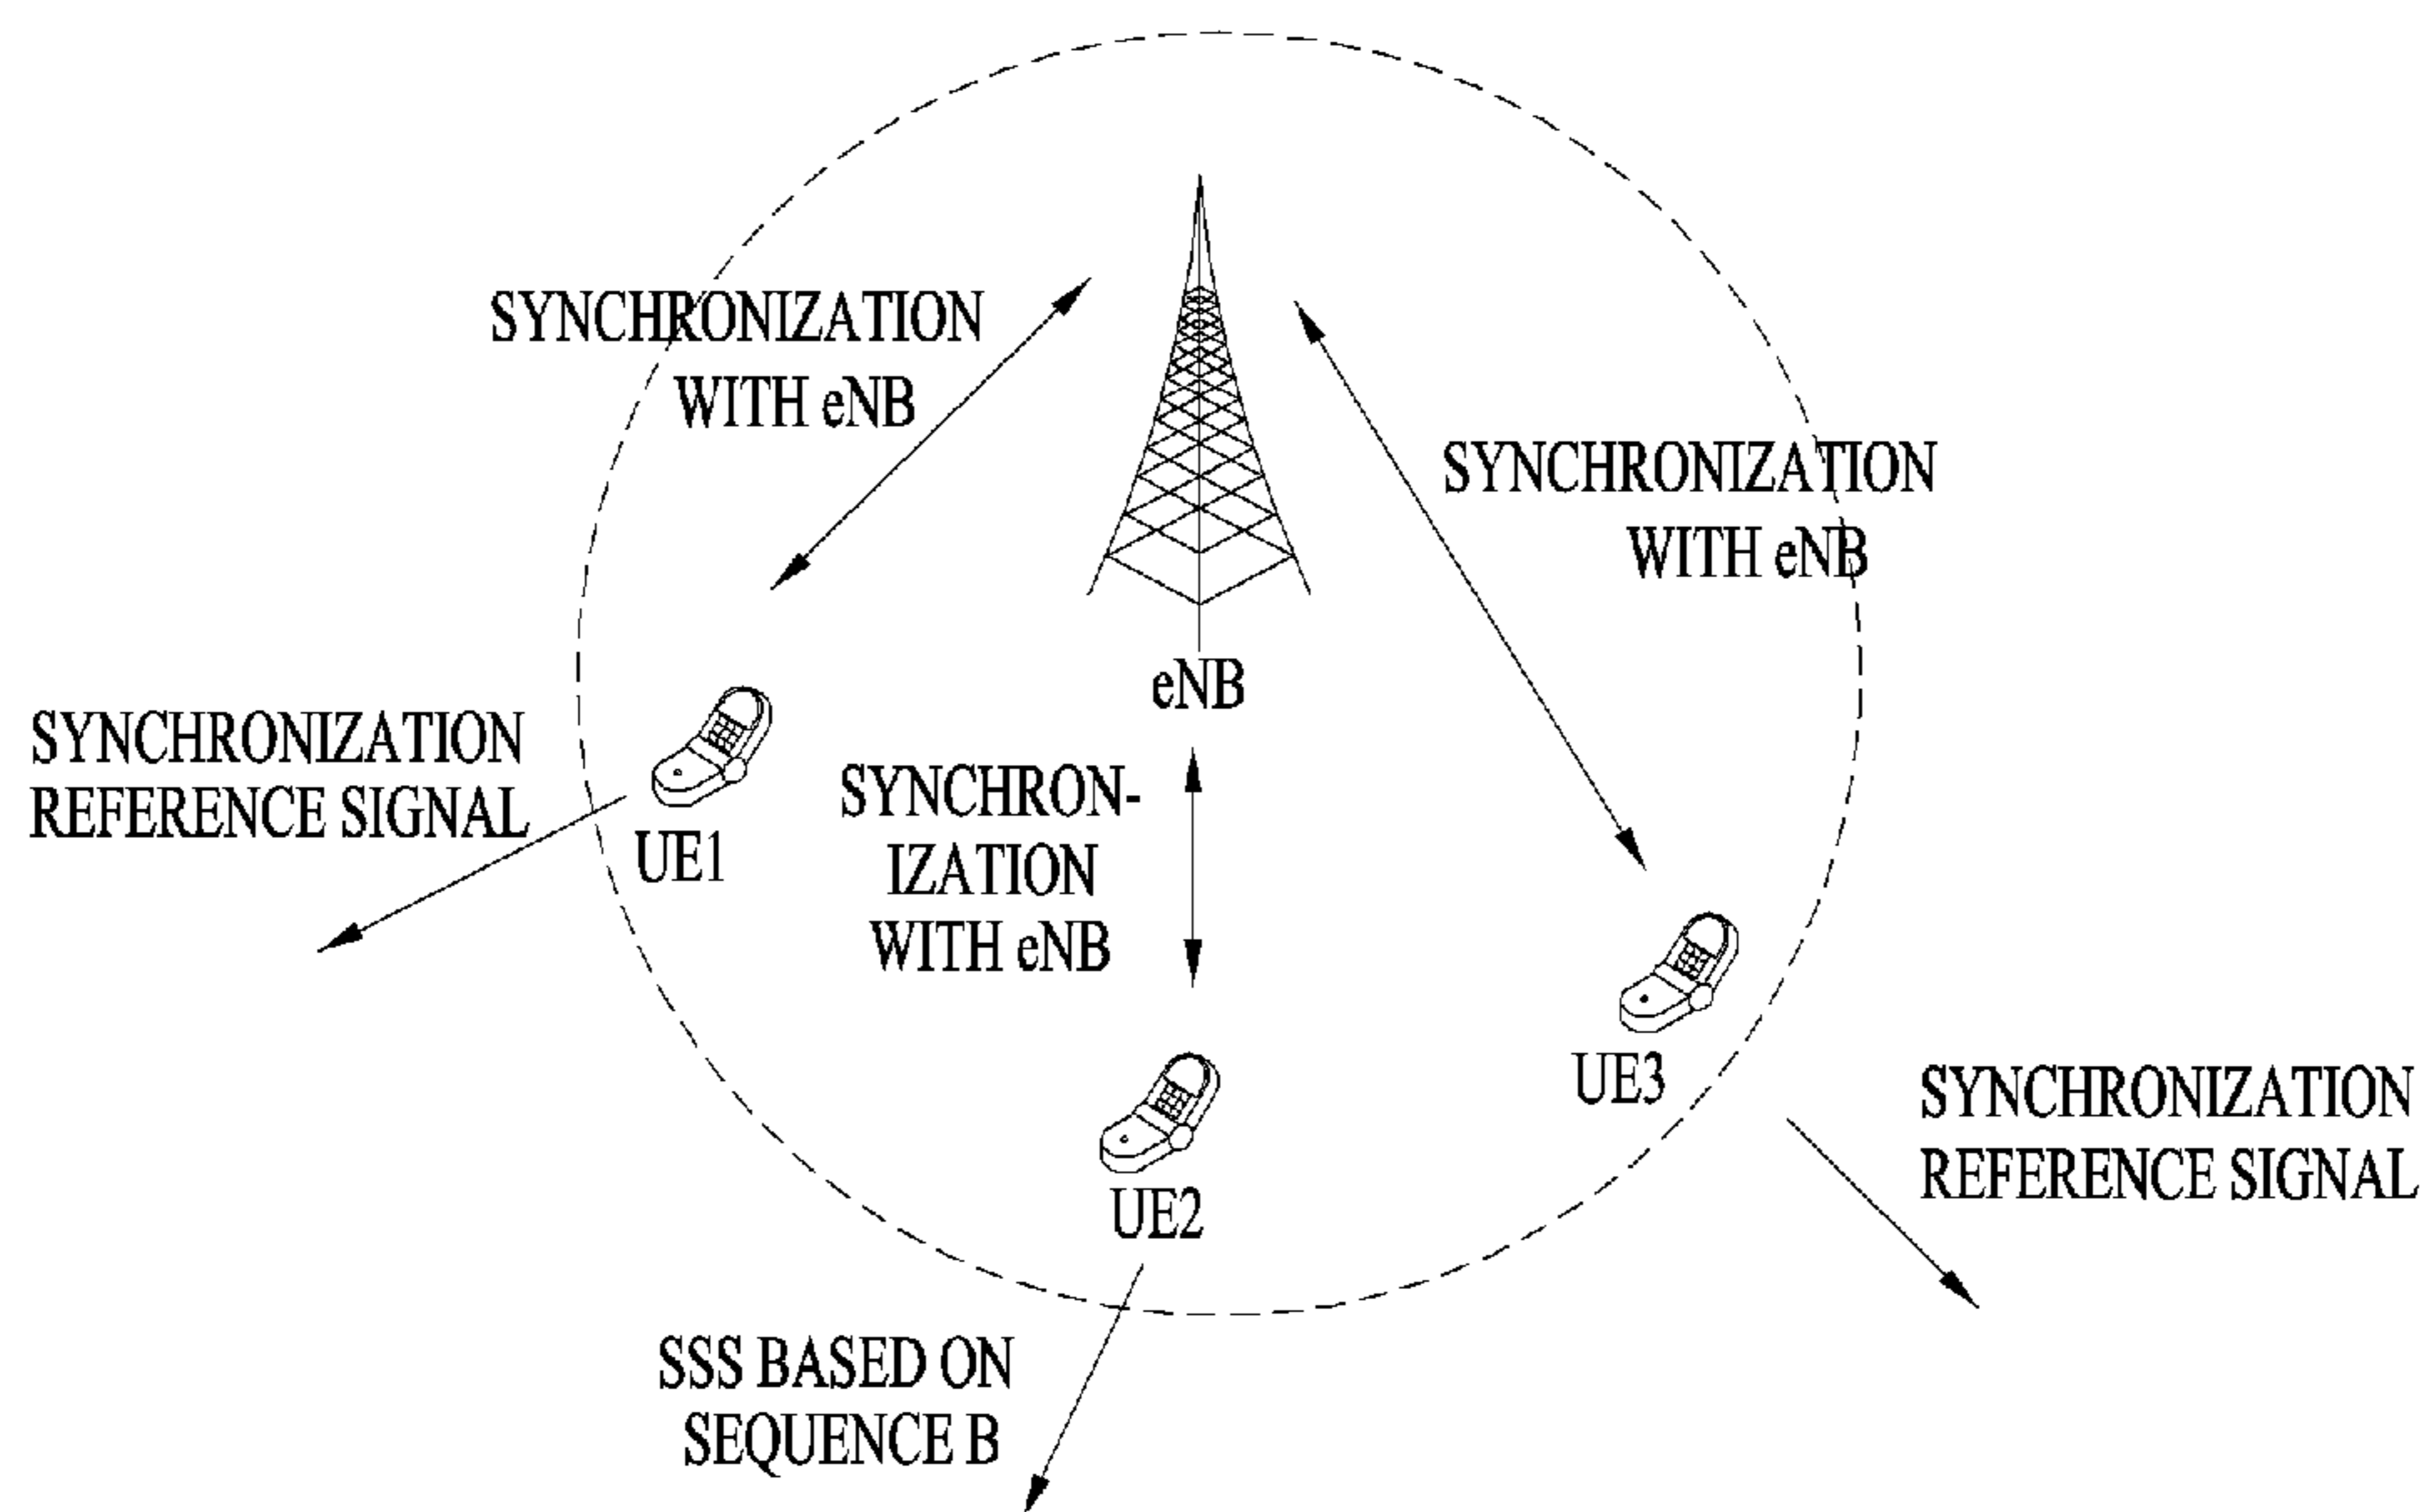 SYNCHRONIZATION
WITH eNB
SYNCHRONIZATION
WITH eNB
eNB
SYNCHRONIZATION
REFERENCE SIGNAL
UE1
SYNCHRON-
IZATION
WITH eNB
UE3
SYNCHRONIZATION
REFERENCE SIGNAL
UE2
SSS BASED ON
SEQUENCE B